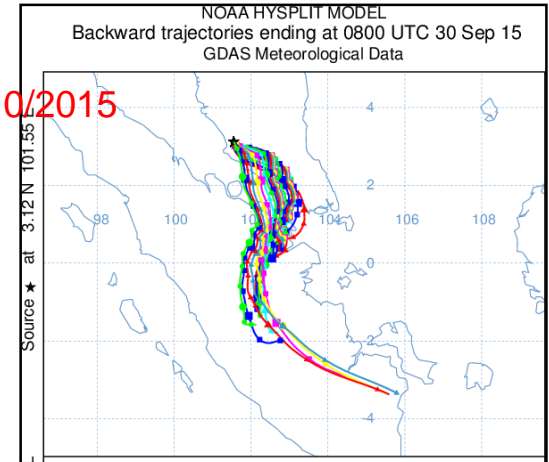 NOAA HYSPLIT MODEL
Backward trajectories ending at 0800 UTC 30 Sep 15
GDAS Meteorological Data
0/2015
Source ★ at 3.12 N 101.55 E
4
2
98 100 102 104 106 108
0
-2
-4